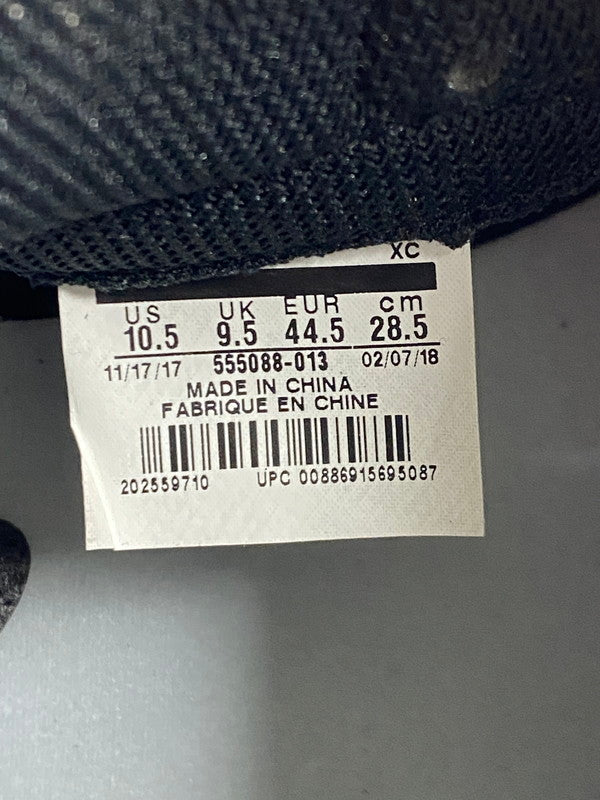 XC
US UK EUR cm
10.5 9.5 44.5 28.5
11/17/17 555088-013 02/07/18
MADE IN CHINA
FABRIQUE EN CHINE
202559710 UPC 00886915695087